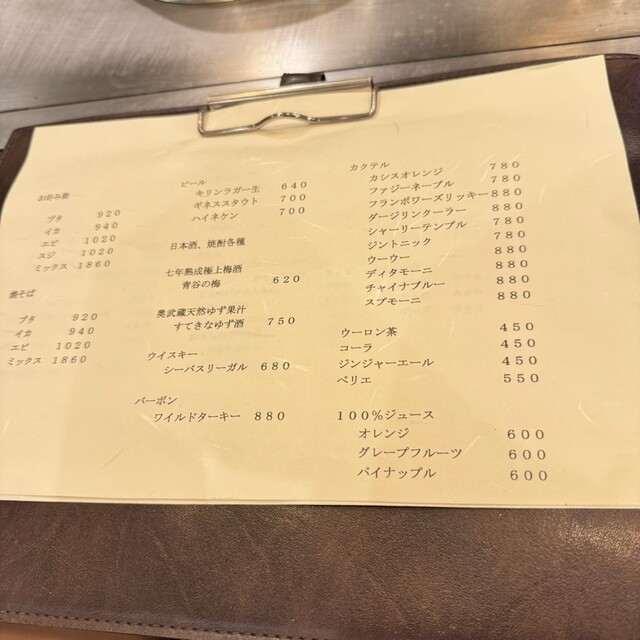 お好み焼
ブタ 920
イカ 940
エビ 1020
スジ 1020
ミックス 1860
焼そば
ブタ 920
イカ 940
エビ 1020
ミックス 1860
ビール
キリンラガー生 640
ギネススタウト 700
ハイネケン 700
日本酒、焼酎各種
七年熟成極上梅酒
青谷の梅 620
奥武蔵天然ゆず果汁
すてきなゆず酒 750
ウイスキー
シーバスリーガル 680
バーボン
ワイルドターキー 880
カクテル
カシスオレンジ 780
ファジーネーブル 780
フランボワーズリッキー 880
ダージリンクーラー 880
シャーリーテンプル 780
ジントニック 780
ウーウー 880
ディタモーニ 880
チャイナブルー 880
スプモーニ 880
ウーロン茶 450
コーラ 450
ジンジャーエール 450
ペリエ 550
100%ジュース
オレンジ 600
グレープフルーツ 600
パイナップル 600